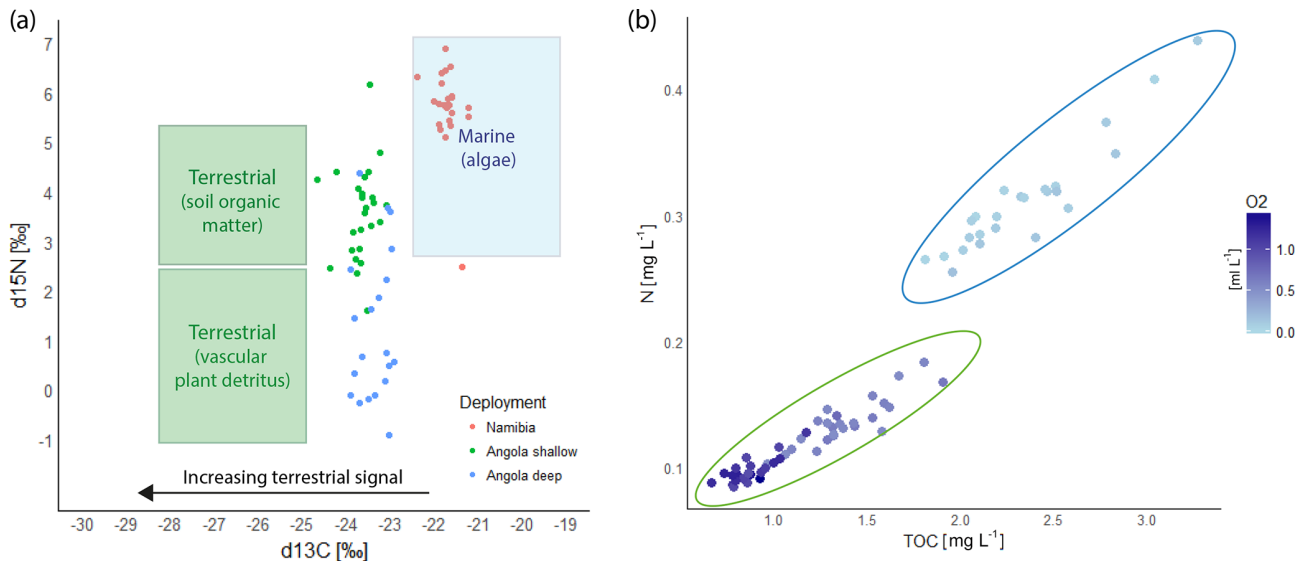 (a)
7
6
5
4
3
2
1
0
-1
d15N [‰]
Terrestrial
(soil organic
matter)
Terrestrial
(vascular
plant detritus)
Marine
(algae)
Deployment
Namibia
Angola shallow
Angola deep
Increasing terrestrial signal
-30 -29 -28 -27 -26 -25 -24 -23 -22 -21 -20 -19 -18
d13C [‰]
(b)
0.4
0.3
0.2
0.1
N [mg L⁻¹]
1.0 1.5 2.0 2.5 3.0
TOC [mg L⁻¹]
O2
[ml L⁻¹]
1.0
0.5
0.0